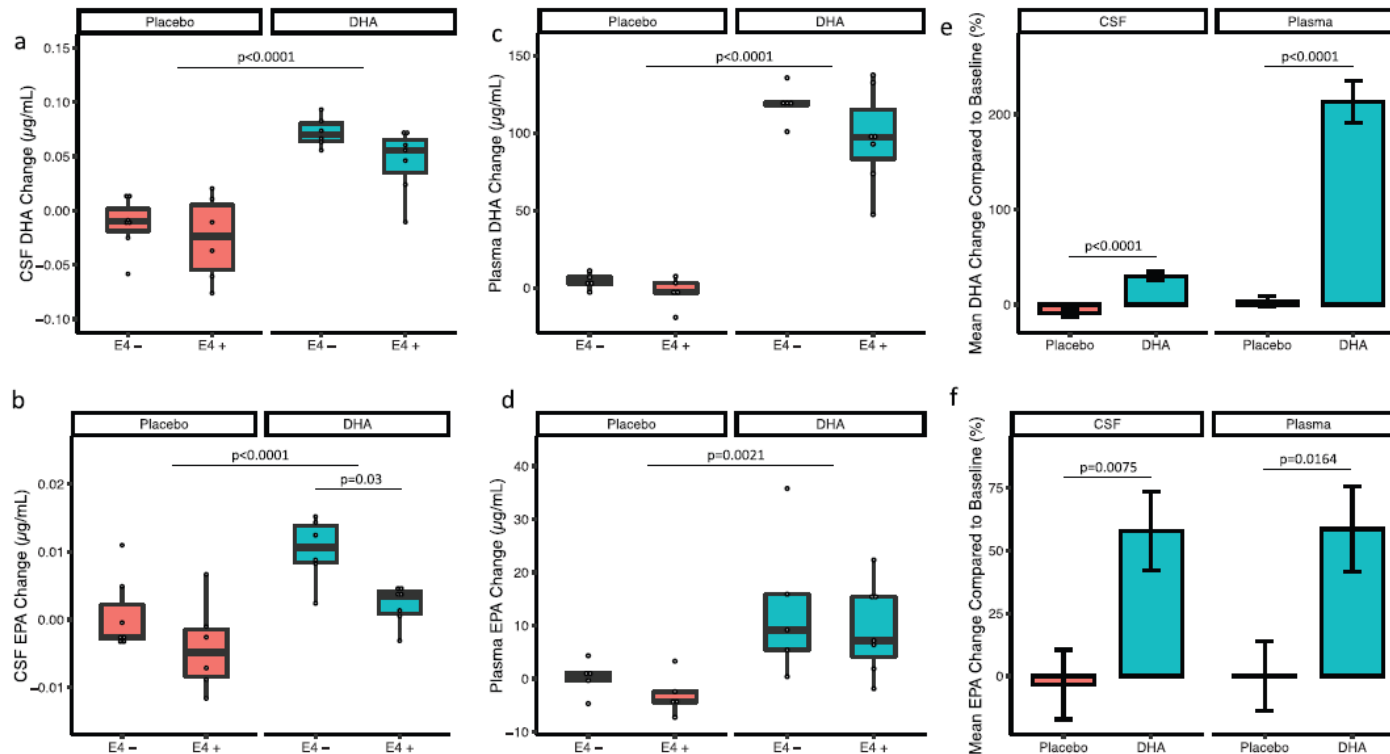 a
Placebo
DHA
CSF DHA Change (µg/mL)
0.15
0.10
0.05
0.00
−0.05
−0.10
p<0.0001
E4 −
E4 +
E4 −
E4 +
c
Placebo
DHA
Plasma DHA Change (µg/mL)
150
100
50
0
p<0.0001
E4 −
E4 +
E4 −
E4 +
e
CSF
Plasma
Mean DHA Change Compared to Baseline (%)
200
100
0
p<0.0001
p<0.0001
Placebo
DHA
Placebo
DHA
b
Placebo
DHA
CSF EPA Change (µg/mL)
0.02
0.01
0.00
−0.01
p<0.0001
p=0.03
E4 −
E4 +
E4 −
E4 +
d
Placebo
DHA
Plasma EPA Change (µg/mL)
40
30
20
10
0
−10
p=0.0021
E4 −
E4 +
E4 −
E4 +
f
CSF
Plasma
Mean EPA Change Compared to Baseline (%)
75
50
25
0
p=0.0075
p=0.0164
Placebo
DHA
Placebo
DHA